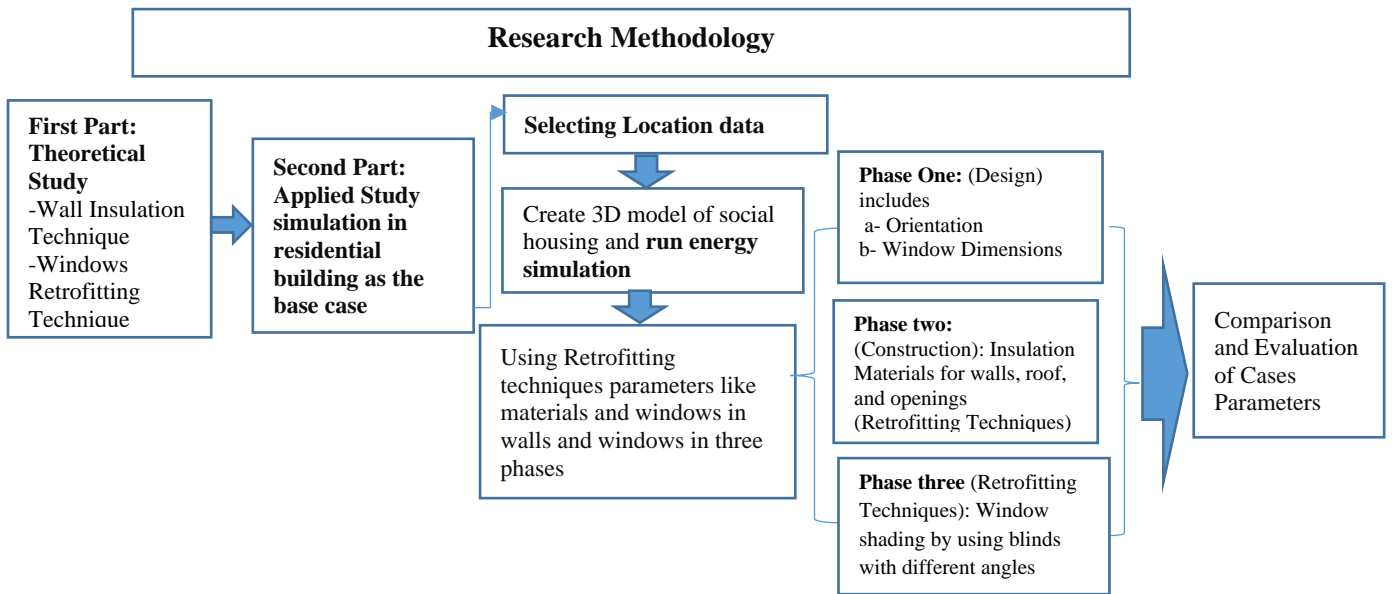 Research Methodology
First Part:
Theoretical
Study
-Wall Insulation
Technique
-Windows
Retrofitting
Technique
Second Part:
Applied Study
simulation in
residential
building as the
base case
Selecting Location data
Create 3D model of social
housing and run energy
simulation
Using Retrofitting
techniques parameters like
materials and windows in
walls and windows in three
phases
Phase One: (Design)
includes
a- Orientation
b- Window Dimensions
Phase two:
(Construction): Insulation
Materials for walls, roof,
and openings
(Retrofitting Techniques)
Phase three (Retrofitting
Techniques): Window
shading by using blinds
with different angles
Comparison
and Evaluation
of Cases
Parameters